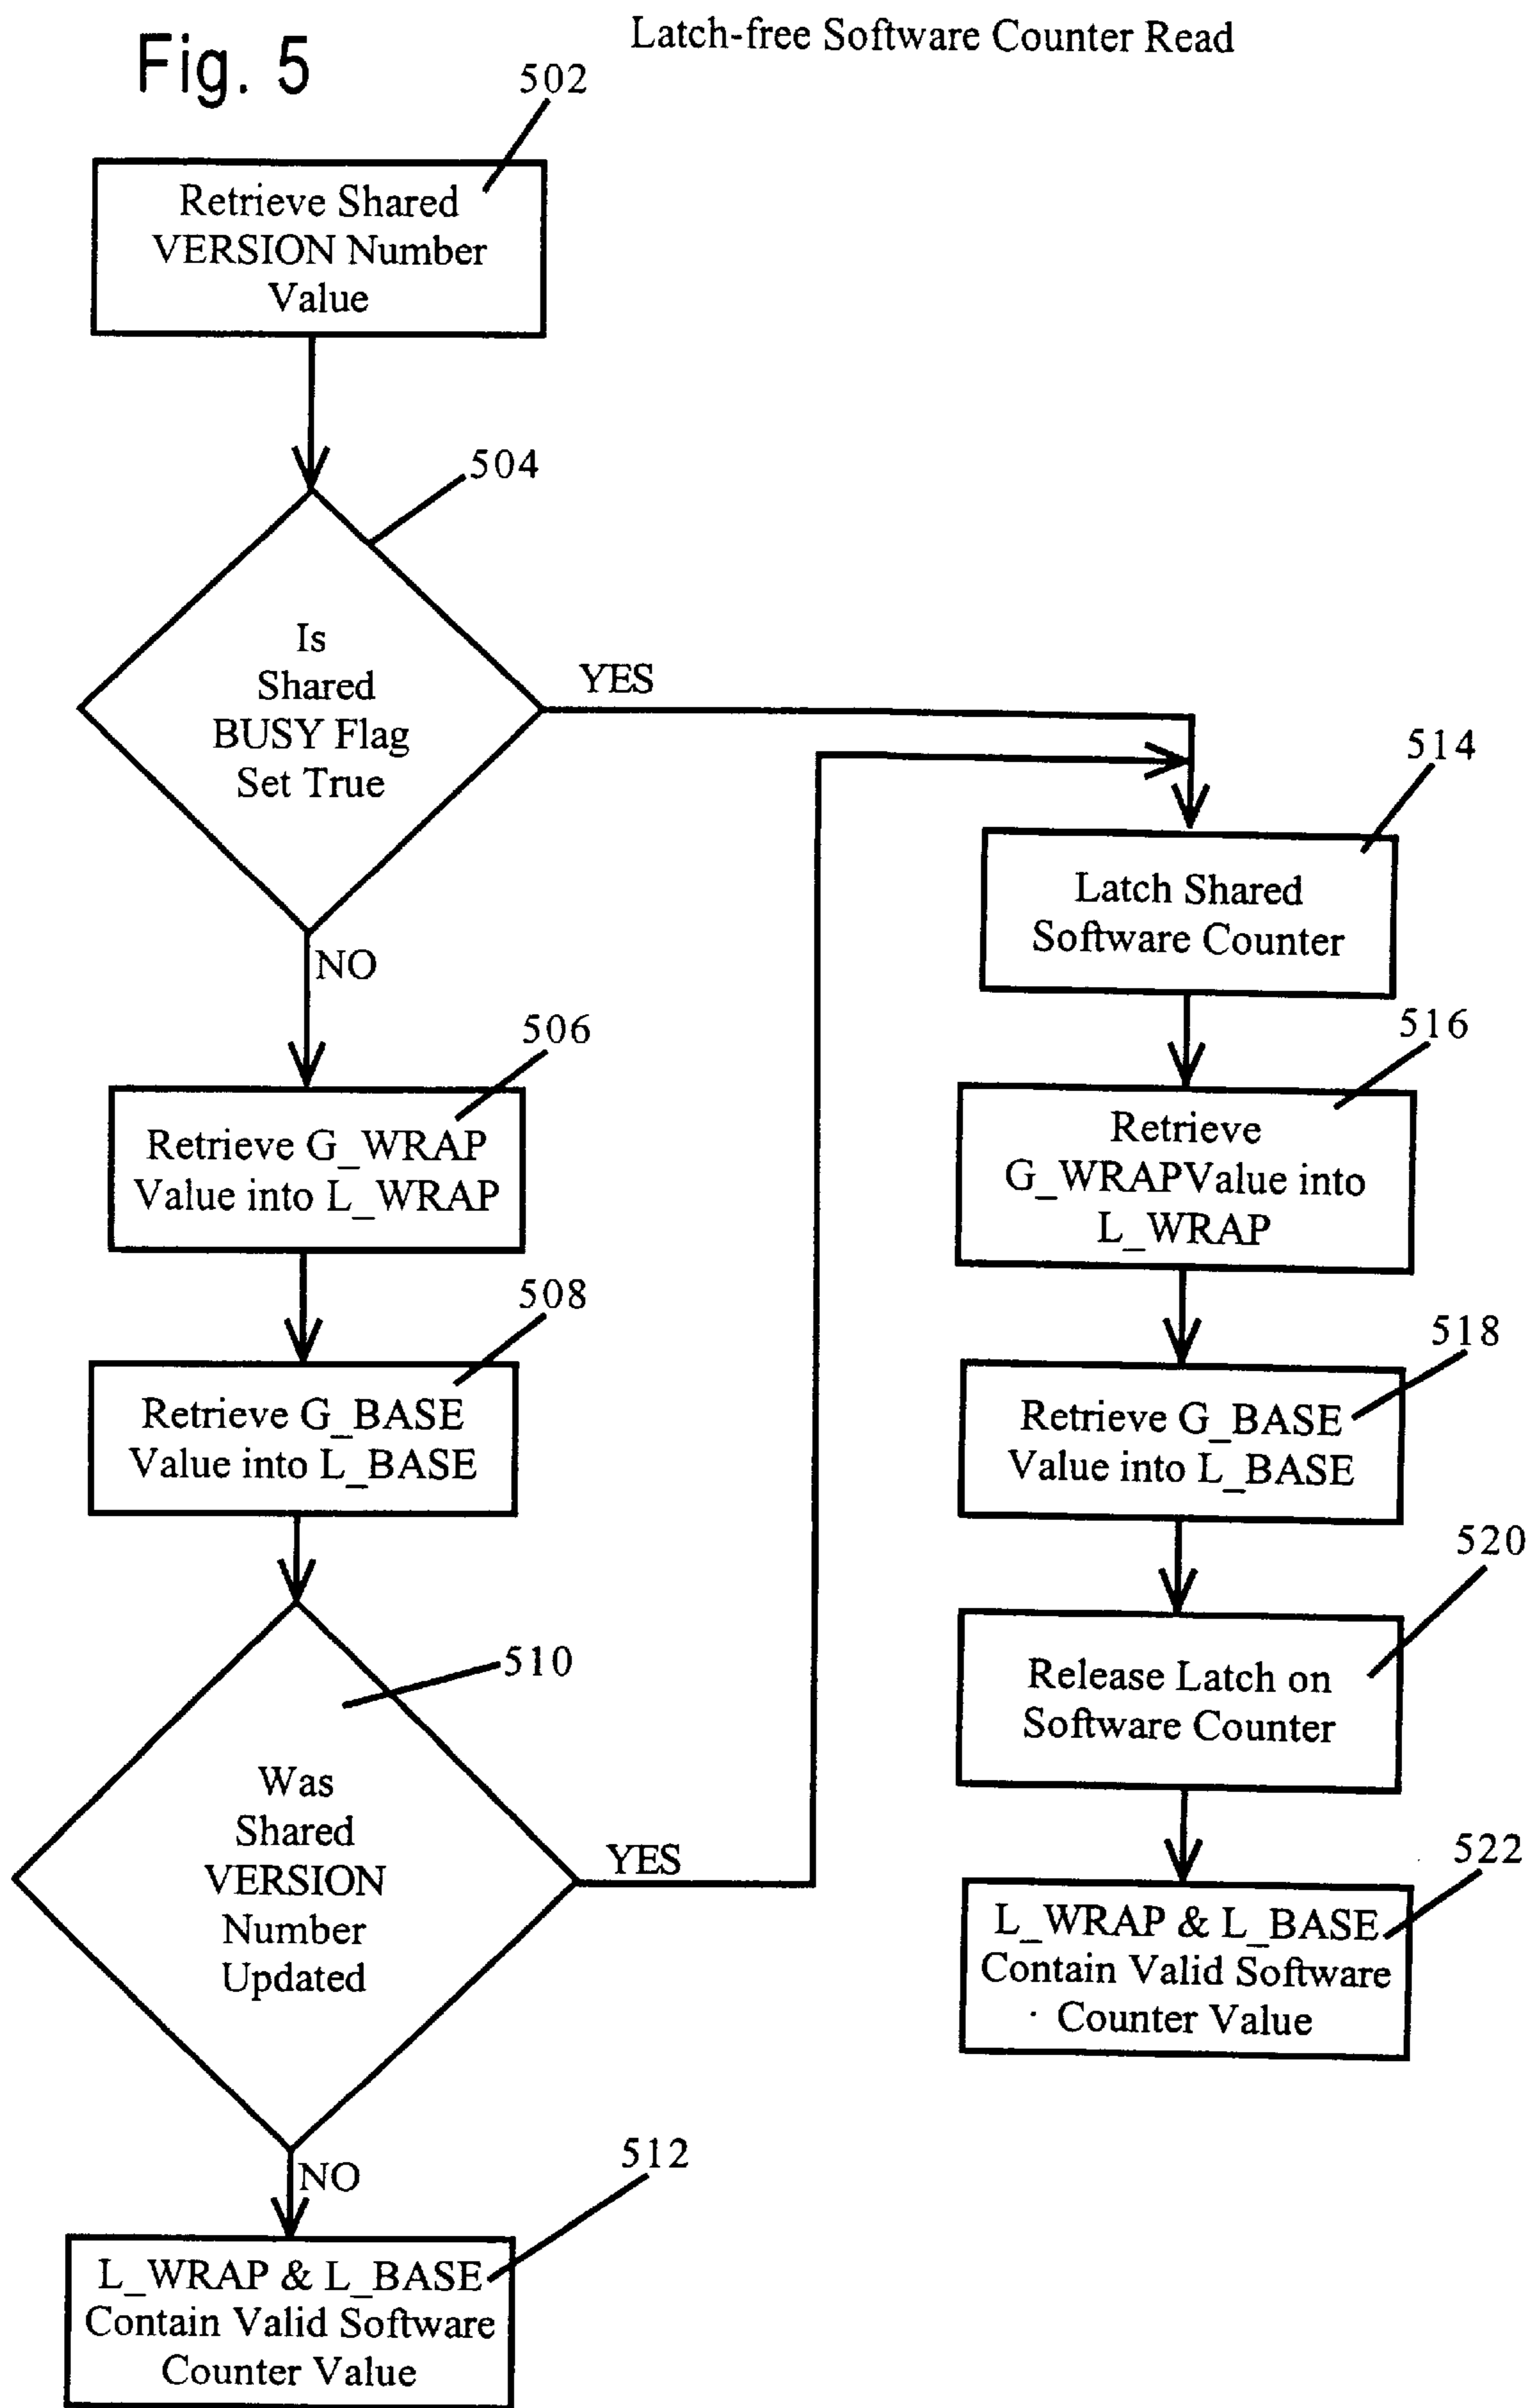 Fig. 5
Latch-free Software Counter Read
502
Retrieve Shared
VERSION Number
Value
504
Is
Shared
BUSY Flag
Set True
YES
NO
506
Retrieve G_WRAP
Value into L_WRAP
508
Retrieve G_BASE
Value into L_BASE
510
Was
Shared
VERSION
Number
Updated
YES
NO
512
L_WRAP & L_BASE
Contain Valid Software
Counter Value
514
Latch Shared
Software Counter
516
Retrieve
G_WRAPValue into
L_WRAP
518
Retrieve G_BASE
Value into L_BASE
520
Release Latch on
Software Counter
522
L_WRAP & L_BASE
Contain Valid Software
Counter Value